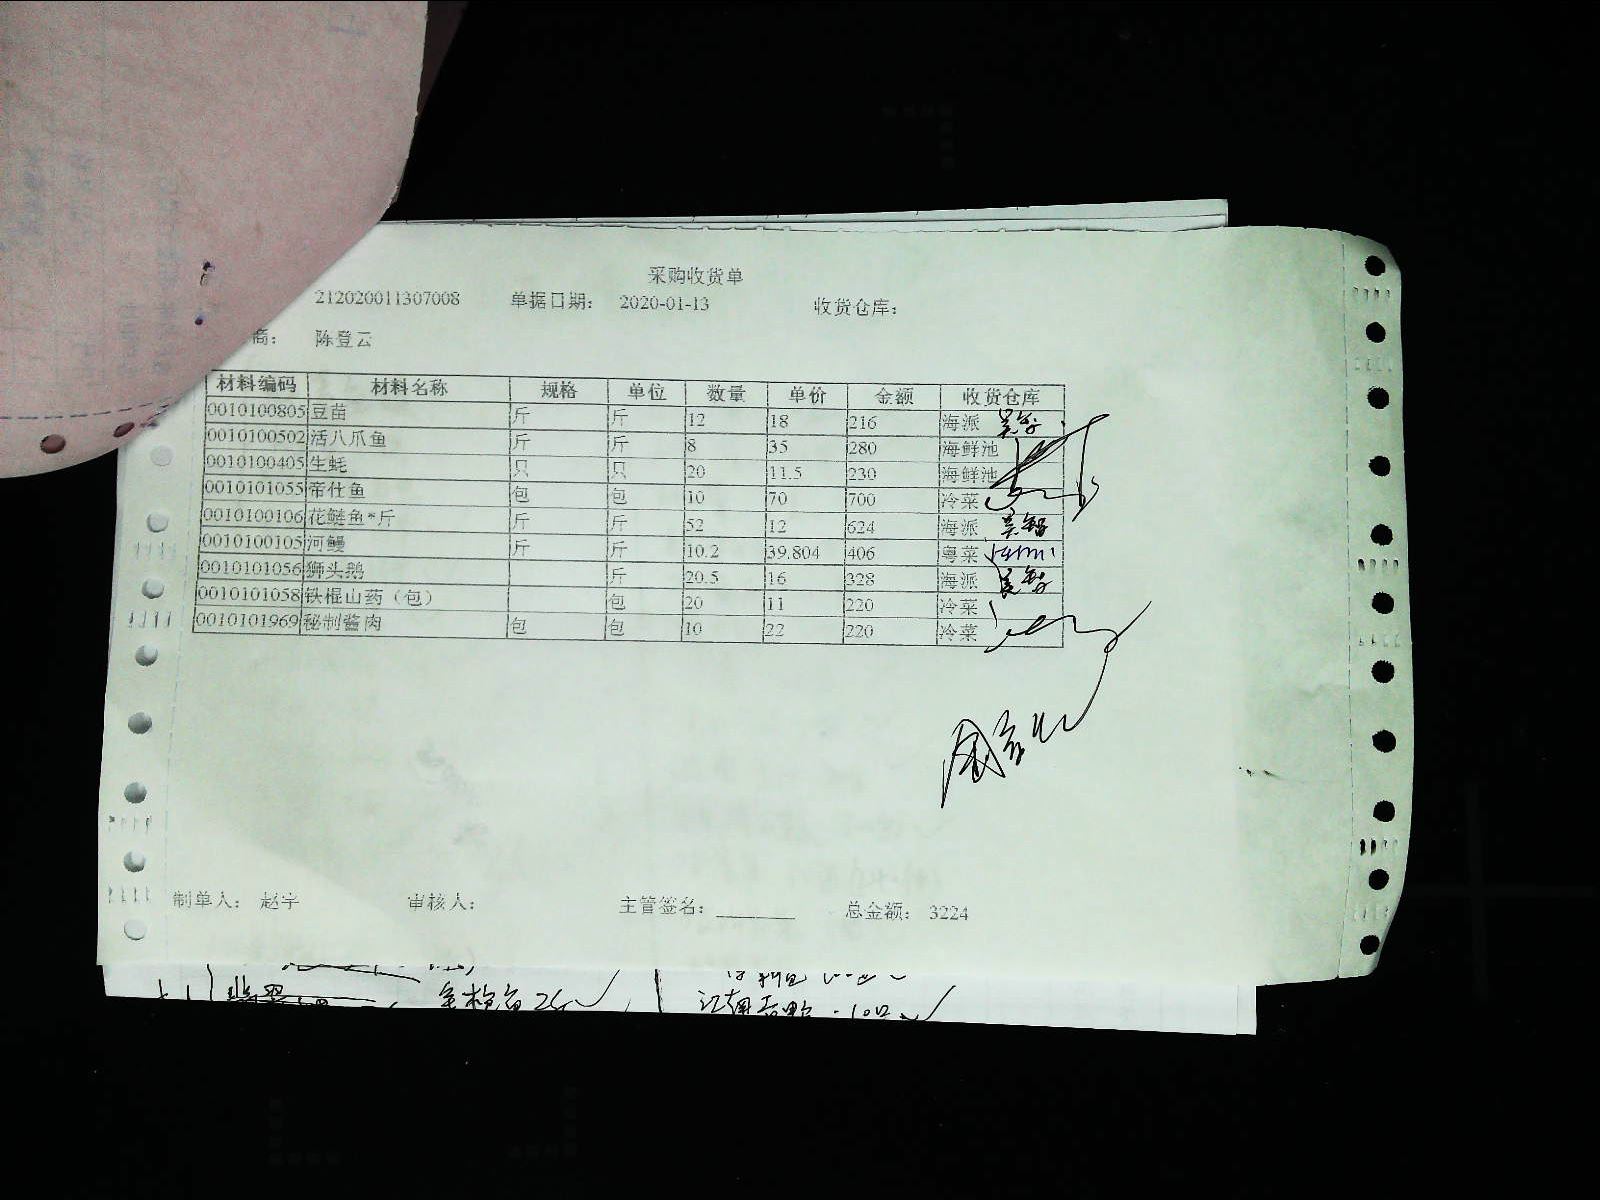 采购收货单
212020011307008 单据日期： 2020-01-13 收货仓库：
商： 陈登云
材料编码 材料名称 规格 单位 数量 单价 金额 收货仓库
0010100805 豆苗 斤 斤 12 18 216 海派
0010100502 活八爪鱼 斤 斤 8 35 280 海鲜池
0010100405 生蚝 只 只 20 11.5 230 海鲜池
0010101055 帝仕鱼 包 包 10 70 700 冷菜
0010100106 花鲢鱼*斤 斤 斤 52 12 624 海派
0010100105 河鳗 斤 斤 10.2 39.804 406 粤菜
0010101056 狮头鹅 斤 20.5 16 328 海派
0010101058 铁棍山药（包） 包 20 11 220 冷菜
0010101969 秘制酱肉 包 包 10 22 220 冷菜
制单人： 赵宇 审核人： 主管签名： 总金额： 3224